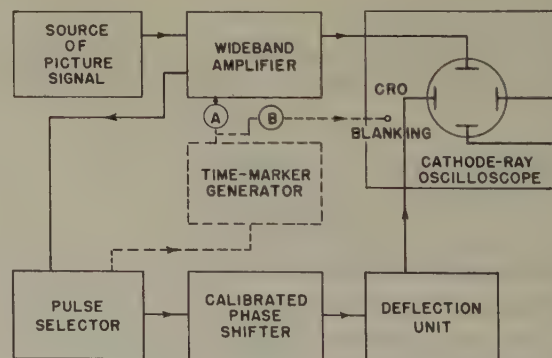 SOURCE
OF
PICTURE
SIGNAL
WIDEBAND
AMPLIFIER
A
B
BLANKING
CRO
CATHODE-RAY
OSCILLOSCOPE
TIME-MARKER
GENERATOR
PULSE
SELECTOR
CALIBRATED
PHASE
SHIFTER
DEFLECTION
UNIT